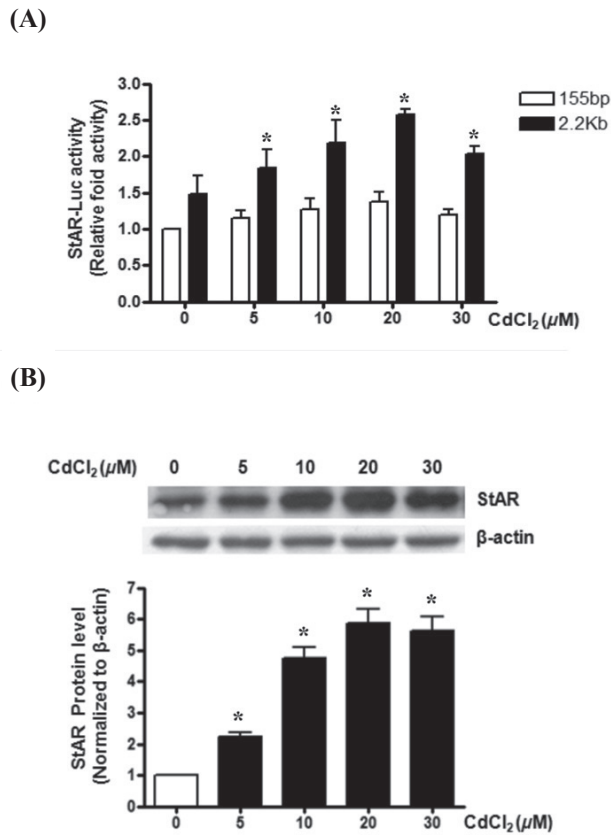 (A)
3.0
2.5
2.0
1.5
1.0
0.5
0.0
StAR-Luc activity
(Relative fold activity)
* * * *
155bp
2.2Kb
0 5 10 20 30 CdCl2 (μM)
(B)
CdCl2 (μM) 0 5 10 20 30
StAR
β-actin
7
6
5
4
3
2
1
0
StAR Protein level
(Normalized to β-actin)
* * * *
0 5 10 20 30 CdCl2 (μM)